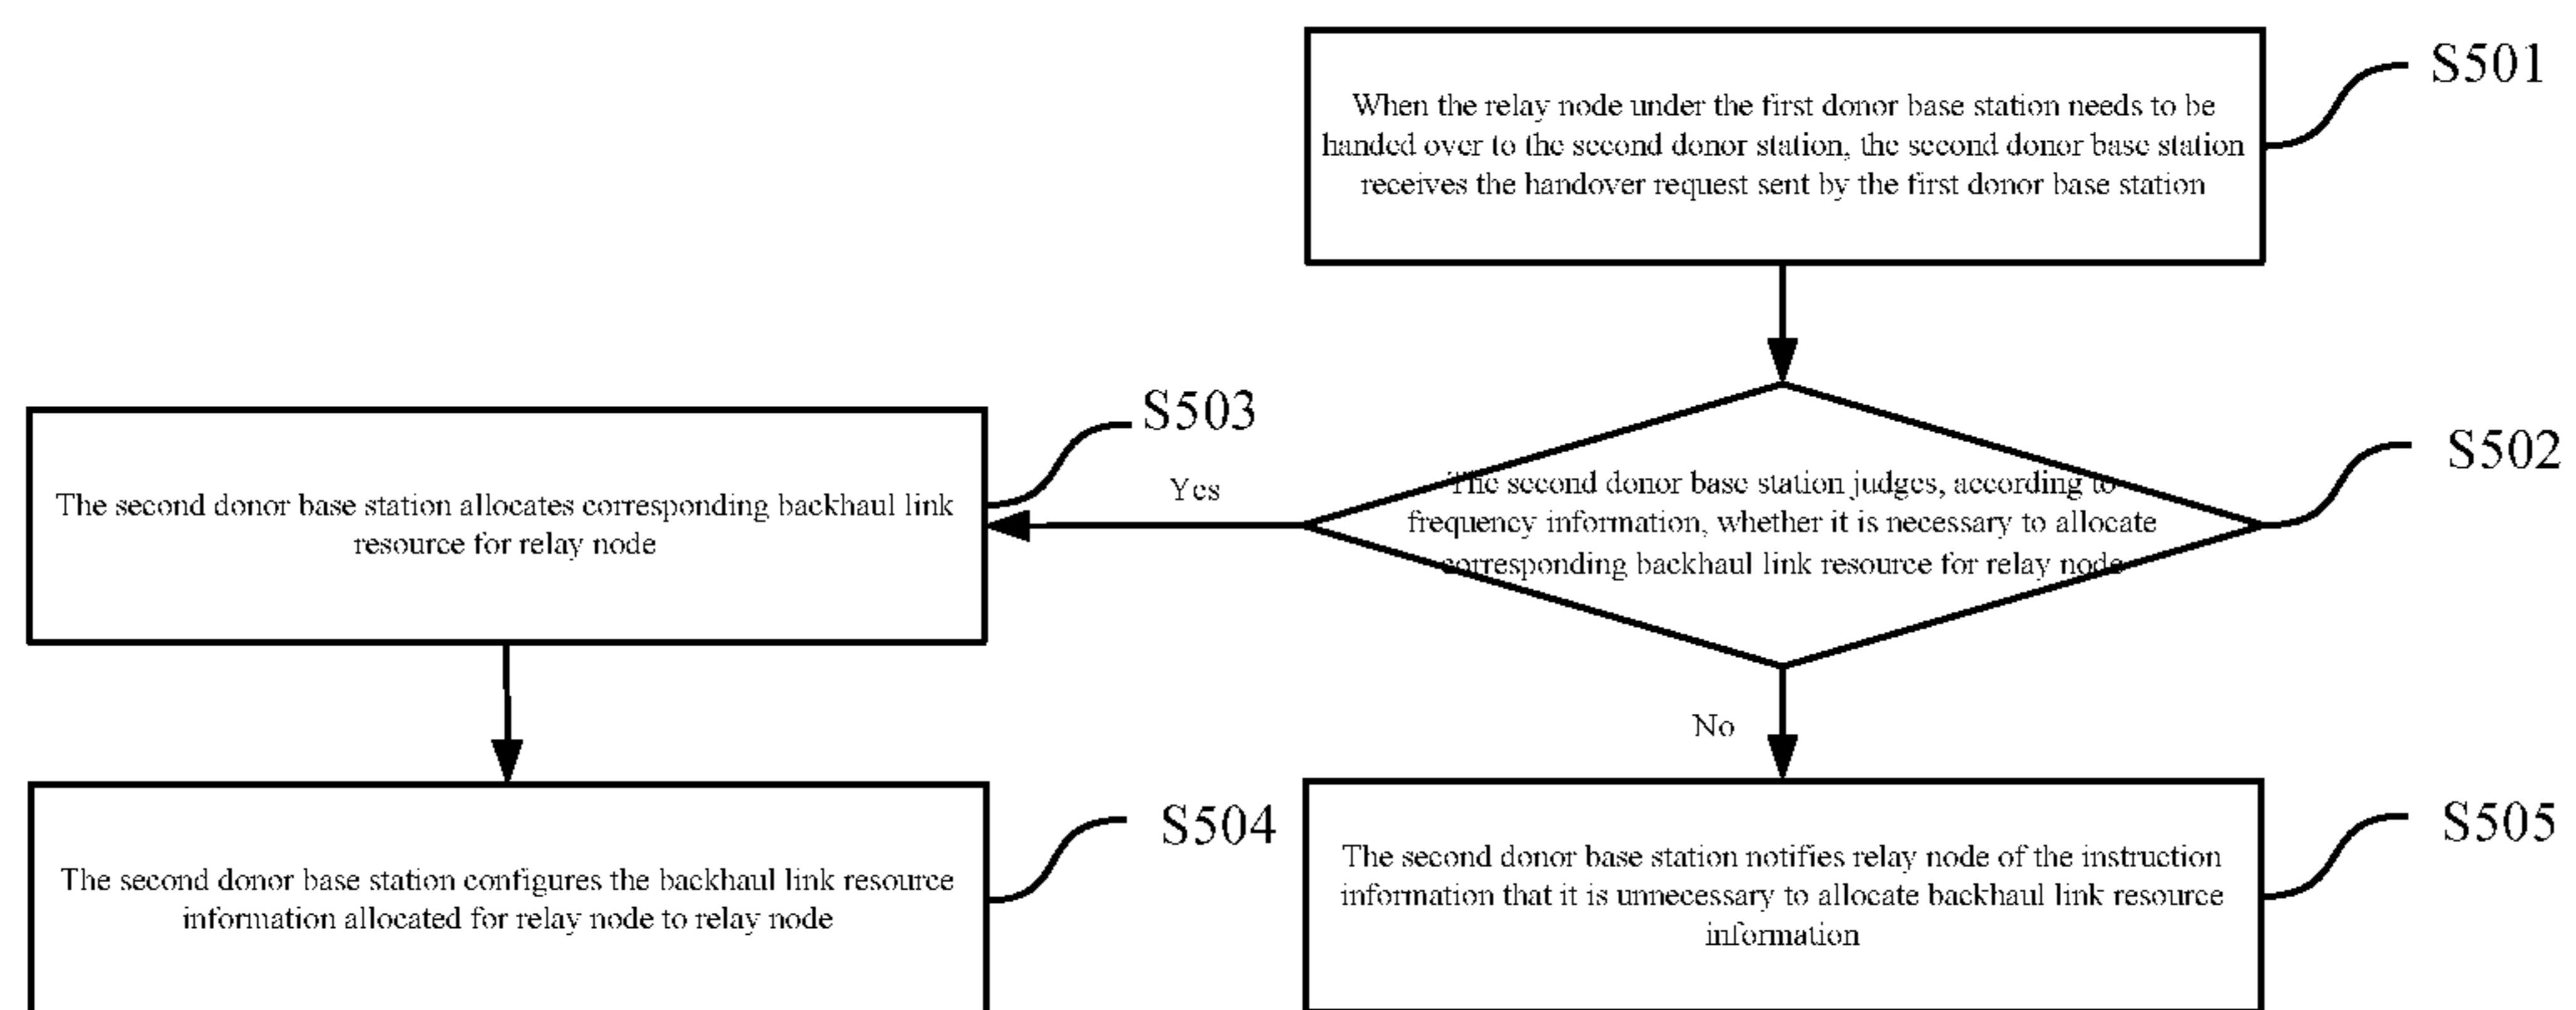 S501
When the relay node under the first donor base station needs to be
handed over to the second donor station, the second donor base station
receives the handover request sent by the first donor base station
S502
The second donor base station judges, according to
frequency information, whether it is necessary to allocate
corresponding backhaul link resource for relay node
Yes
S503
The second donor base station allocates corresponding backhaul link
resource for relay node
S504
The second donor base station configures the backhaul link resource
information allocated for relay node to relay node
No
S505
The second donor base station notifies relay node of the instruction
information that it is unnecessary to allocate backhaul link resource
information